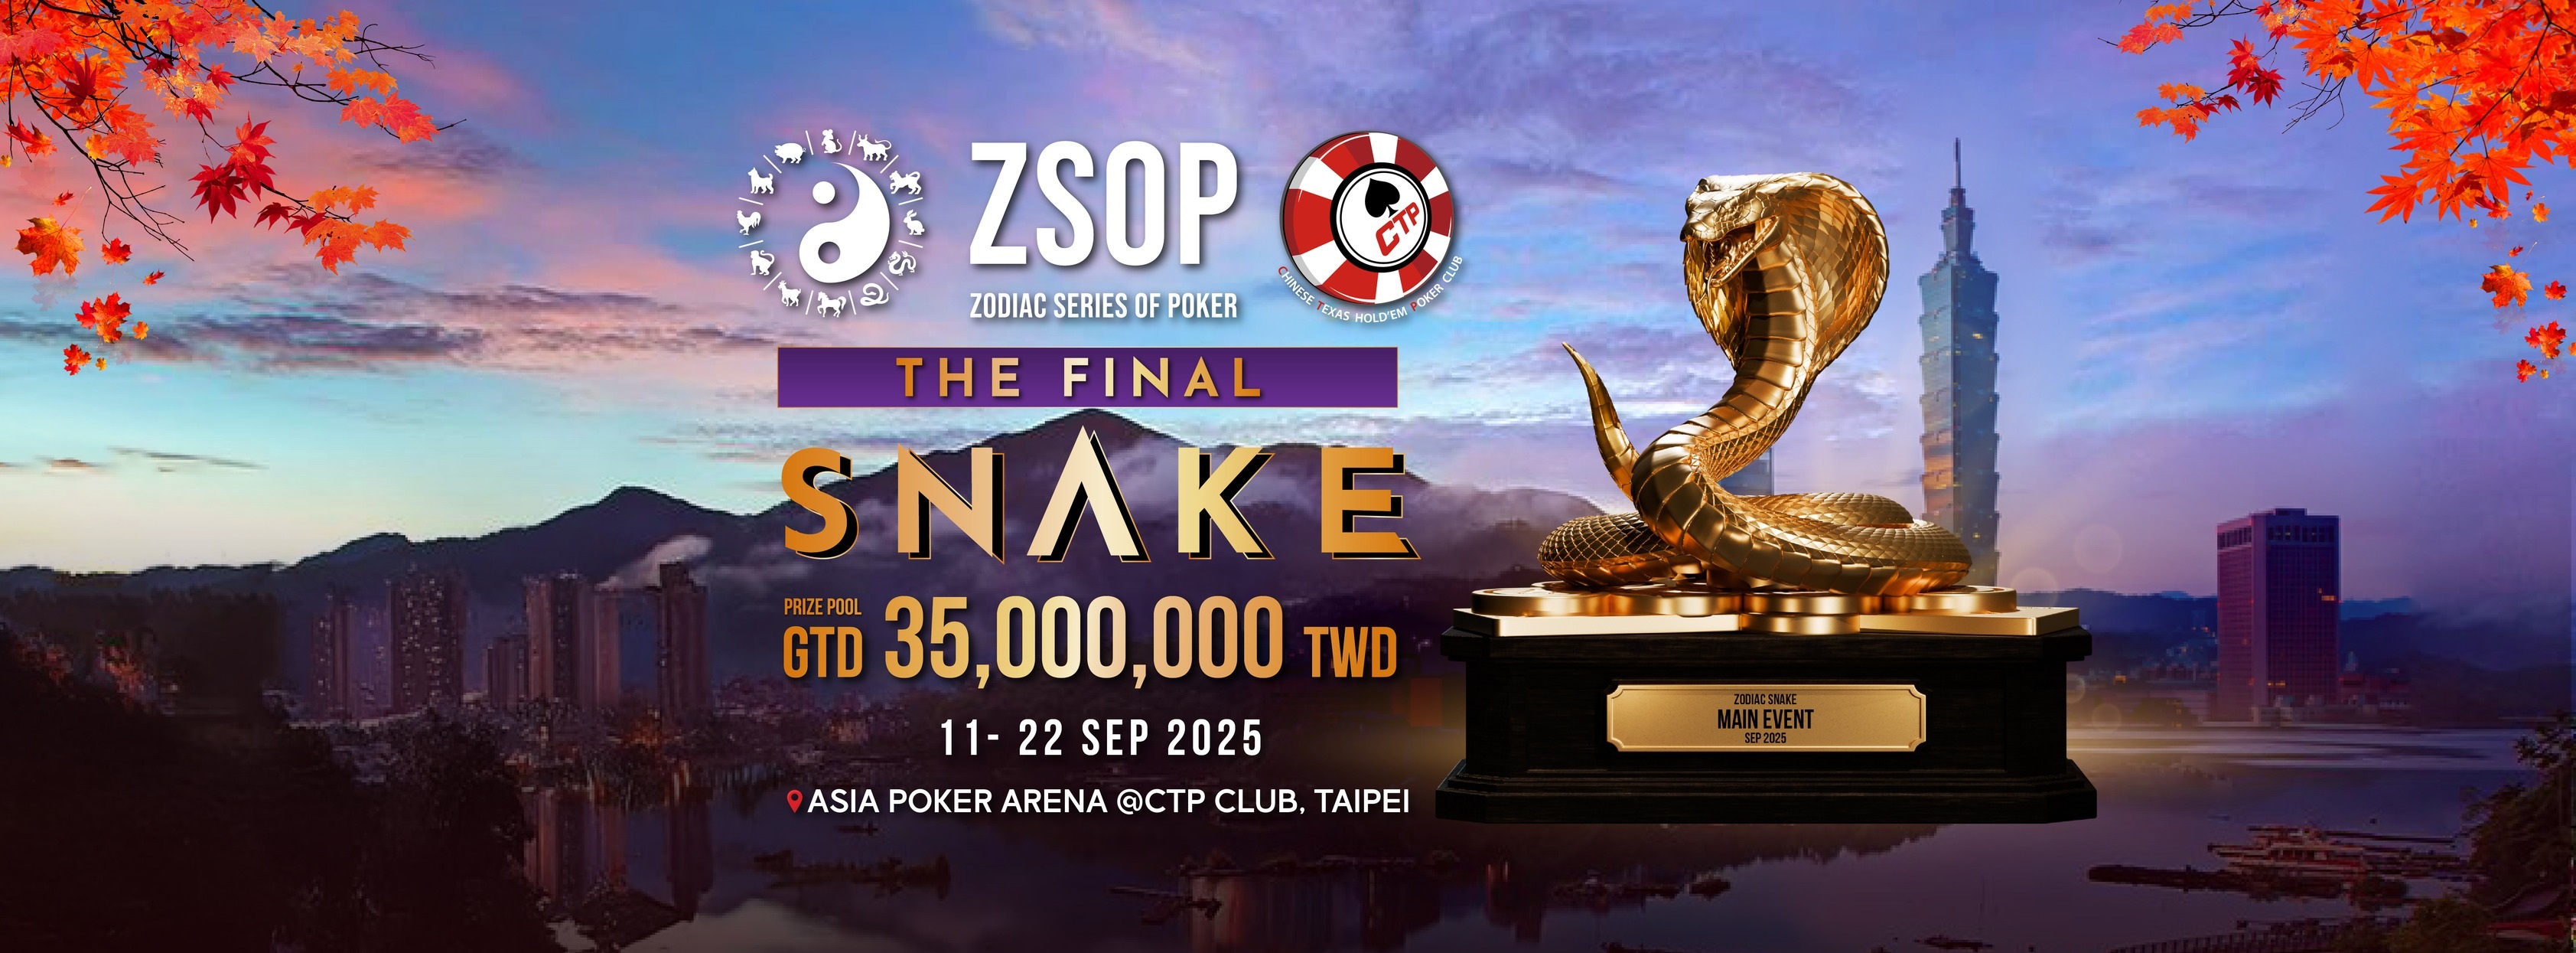 ZSOP
ZODIAC SERIES OF POKER
CTP
CHINESE TEXAS HOLD'EM POKER CLUB
THE FINAL
SNAKE
PRIZE POOL
GTD 35,000,000 TWD
11- 22 SEP 2025
ASIA POKER ARENA @CTP CLUB, TAIPEI
ZODIAC SNAKE
MAIN EVENT
SEP 2025